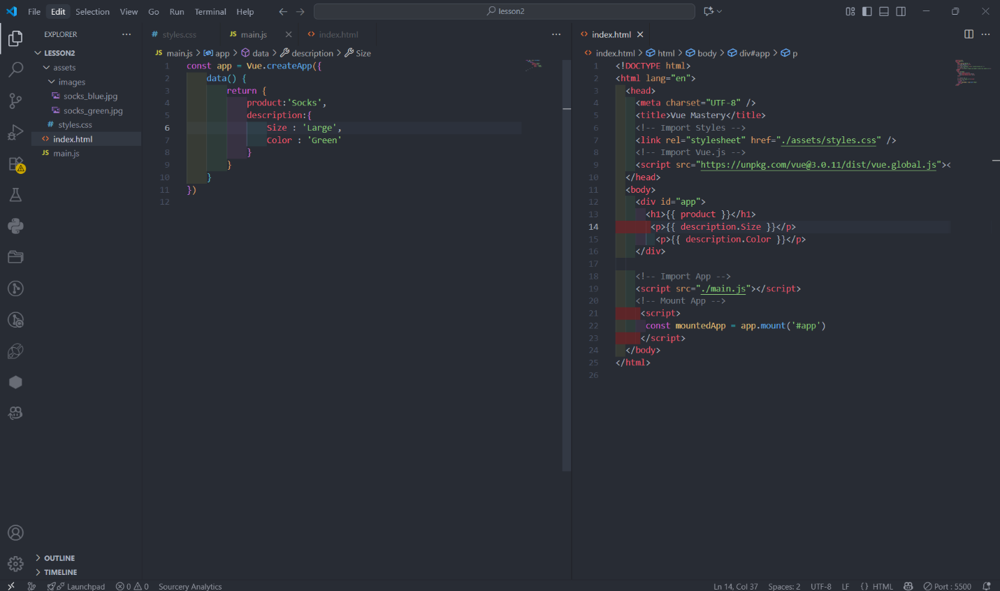 File Edit Selection View Go Run Terminal Help
lesson2
EXPLORER
LESSON2
assets
images
socks_blue.jpg
socks_green.jpg
# styles.css
<> index.html
JS main.js
OUTLINE
TIMELINE
# styles.css JS main.js <> index.html
JS main.js > app > data > description > Size
1 const app = Vue.createApp({
2 data() {
3 return {
4 product:'Socks',
5 description:{
6 Size : 'Large',
7 Color : 'Green'
8 }
9 }
10 }
11 })
12
<> index.html
<> index.html > html > body > div#app > p
1 <!DOCTYPE html>
2 <html lang="en">
3 <head>
4 <meta charset="UTF-8" />
5 <title>Vue Mastery</title>
6 <!-- Import Styles -->
7 <link rel="stylesheet" href="./assets/styles.css" />
8 <!-- Import Vue.js -->
9 <script src="https://unpkg.com/vue@3.0.11/dist/vue.global.js"><
10 </head>
11 <body>
12 <div id="app">
13 <h1>{{ product }}</h1>
14 <p>{{ description.Size }}</p>
15 <p>{{ description.Color }}</p>
16 </div>
17
18 <!-- Import App -->
19 <script src="./main.js"></script>
20 <!-- Mount App -->
21 <script>
22 const mountedApp = app.mount('#app')
23 </script>
24 </body>
25 </html>
26
Launchpad 0 0 Sourcery Analytics Ln 14, Col 37 Spaces: 2 UTF-8 LF {} HTML Port : 5500